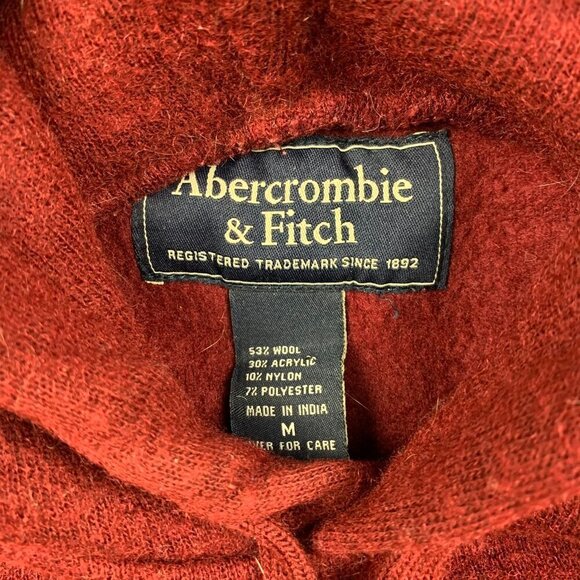 Abercrombie
& Fitch
REGISTERED TRADEMARK SINCE 1892
53% WOOL
30% ACRYLIC
10% NYLON
7% POLYESTER
MADE IN INDIA
M
FOR CARE